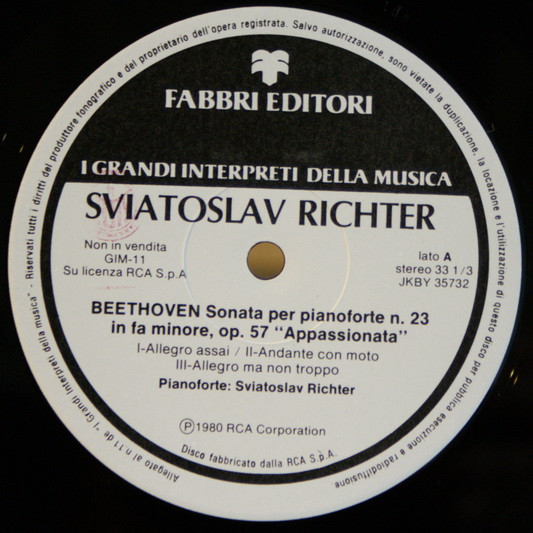 FABBRI EDITORI
I GRANDI INTERPRETI DELLA MUSICA
SVIATOSLAV RICHTER
Non in vendita
GIM-11
Su licenza RCA S.p.A
lato A
stereo 33 1/3
JKBY 35732
BEETHOVEN Sonata per pianoforte n. 23
in fa minore, op. 57 "Appassionata"
I-Allegro assai / II-Andante con moto
III-Allegro ma non troppo
Pianoforte: Sviatoslav Richter
Ⓟ1980 RCA Corporation
Disco fabbricato dalla RCA S.p.A.
Allegato al n. 11 de "I Grandi Interpreti della musica" - Riservati tutti i diritti del produttore fonografico e del proprietario dell'opera registrata. Salvo autorizzazione, sono vietate la duplicazione, la locazione e l'utilizzazione di questo disco per pubblica esecuzione e radiodiffusione.